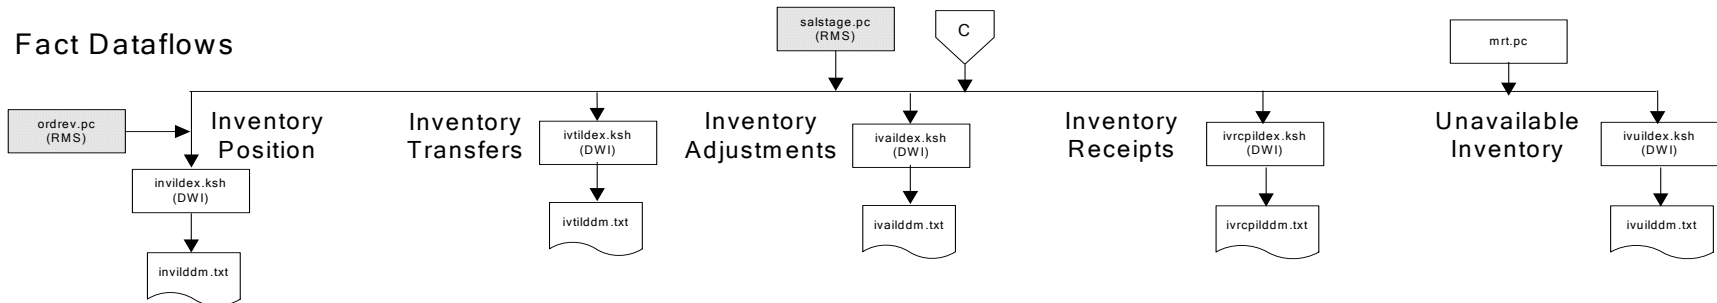 salstage.pc
(RMS)
C
Fact Dataflows
mrt.pc
ordrev.pc
(RMS)
Inventory
Position
Inventory
Transfers
ivtildex.ksh
(DWI)
Inventory
Adjustments
ivaildex.ksh
(DWI)
Inventory
Receipts
ivrcpildex.ksh
(DWI)
Unavailable
Inventory
ivuildex.ksh
(DWI)
invildex.ksh
(DWI)
ivtilddm.txt
ivailddm.txt
ivrcpilddm.txt
ivuilddm.txt
invilddm.txt